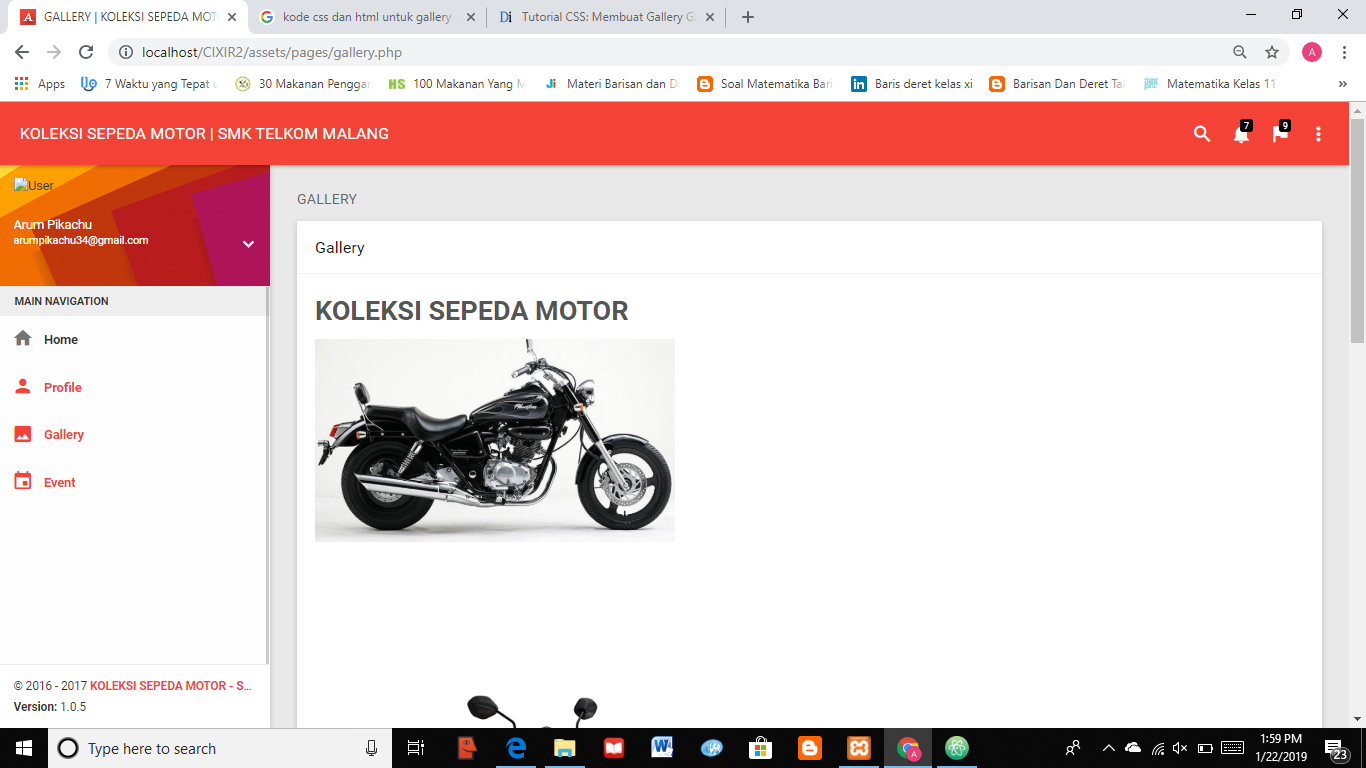 GALLERY | KOLEKSI SEPEDA MOT
kode css dan html untuk gallery
Tutorial CSS: Membuat Gallery G
localhost/CIXIR2/assets/pages/gallery.php
A
Apps
7 Waktu yang Tepat u
30 Makanan Penggan
100 Makanan Yang M
Materi Barisan dan D
Soal Matematika Bari
Baris deret kelas xi
Barisan Dan Deret Tak
Matematika Kelas 11
KOLEKSI SEPEDA MOTOR | SMK TELKOM MALANG
7
9
User
Arum Pikachu
arumpikachu34@gmail.com
MAIN NAVIGATION
Home
Profile
Gallery
Event
© 2016 - 2017 KOLEKSI SEPEDA MOTOR - S...
Version: 1.0.5
GALLERY
Gallery
KOLEKSI SEPEDA MOTOR
Type here to search
1:59 PM
1/22/2019
23